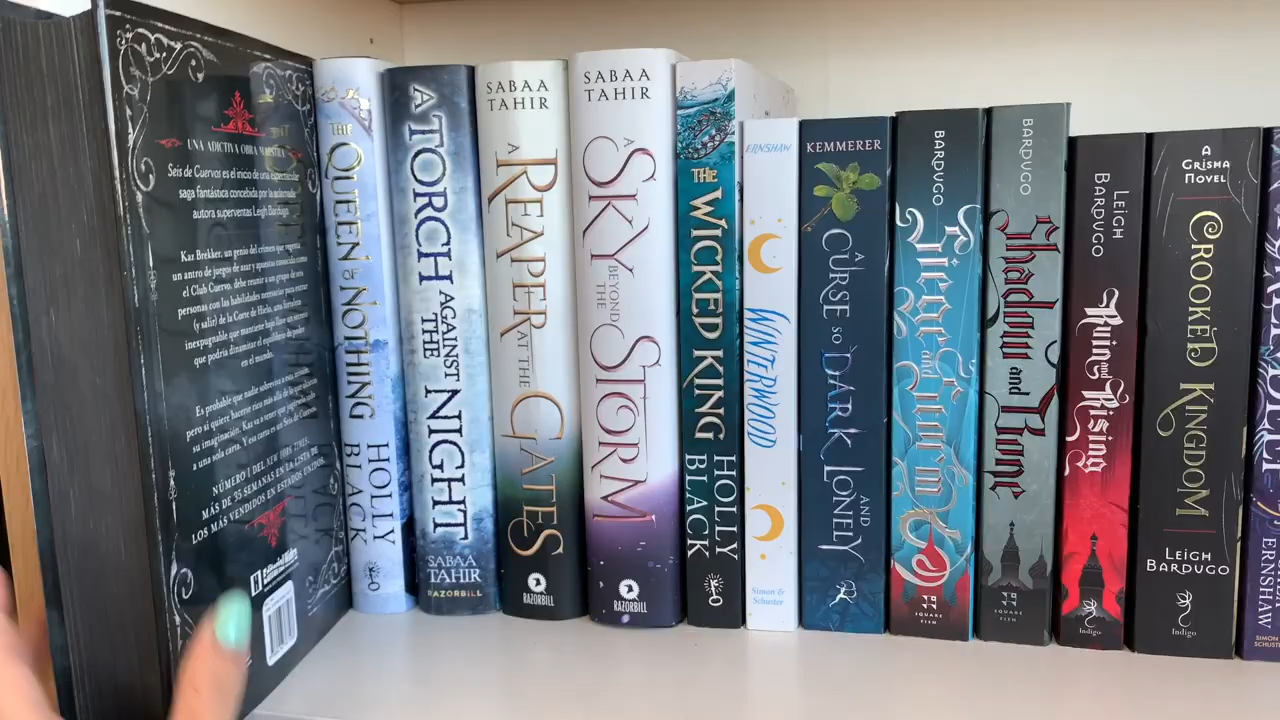 UNA ADICTIVA OBRA MAESTRA
Seis de Cuervos es el inicio de una espectacular
saga fantástica concebida por la aclamada
autora superventas Leigh Bardugo.
Kaz Brekker, un genio del crimen que regenta
un antro de juegos de azar y apuestas conocido como
el Club Cuervo, debe reunir a un grupo de seis
personas con las habilidades necesarias para entrar
(y salir) de la Corte de Hielo, una fortaleza
inexpugnable que mantiene bajo llave un secreto
que podría dinamitar el equilibrio de poder
en el mundo.
Es probable que nadie sobreviva a esta misión,
pero si quiere hacerse rico más allá de lo que alcanza
su imaginación, Kaz va a tener que jugárselo todo
a una sola carta. Y esa carta es un Seis de Cuervos.
NÚMERO 1 DEL NEW YORK TIMES.
MÁS DE 35 SEMANAS EN LA LISTA DE
LOS MÁS VENDIDOS EN ESTADOS UNIDOS.
THE QUEEN OF NOTHING
HOLLY
BLACK
A TORCH AGAINST
THE NIGHT
SABAA
TAHIR
RAZORBILL
SABAA
TAHIR
A REAPER AT THE GATES
RAZORBILL
SABAA
TAHIR
A SKY BEYOND
THE STORM
RAZORBILL
THE WICKED KING
HOLLY
BLACK
ERNSHAW
WINTERWOOD
Simon &
Schuster
KEMMERER
A CURSE SO DARK AND
LONELY
BARDUGO
Siege and Storm
SQUARE
FISH
BARDUGO
Shadow and Bone
SQUARE
FISH
LEIGH
BARDUGO
Ruin and Rising
Indigo
A
GRISHA
NOVEL
CROOKED KINGDOM
LEIGH
BARDUGO
Indigo
ERNSHAW
SIMON
SCHUST